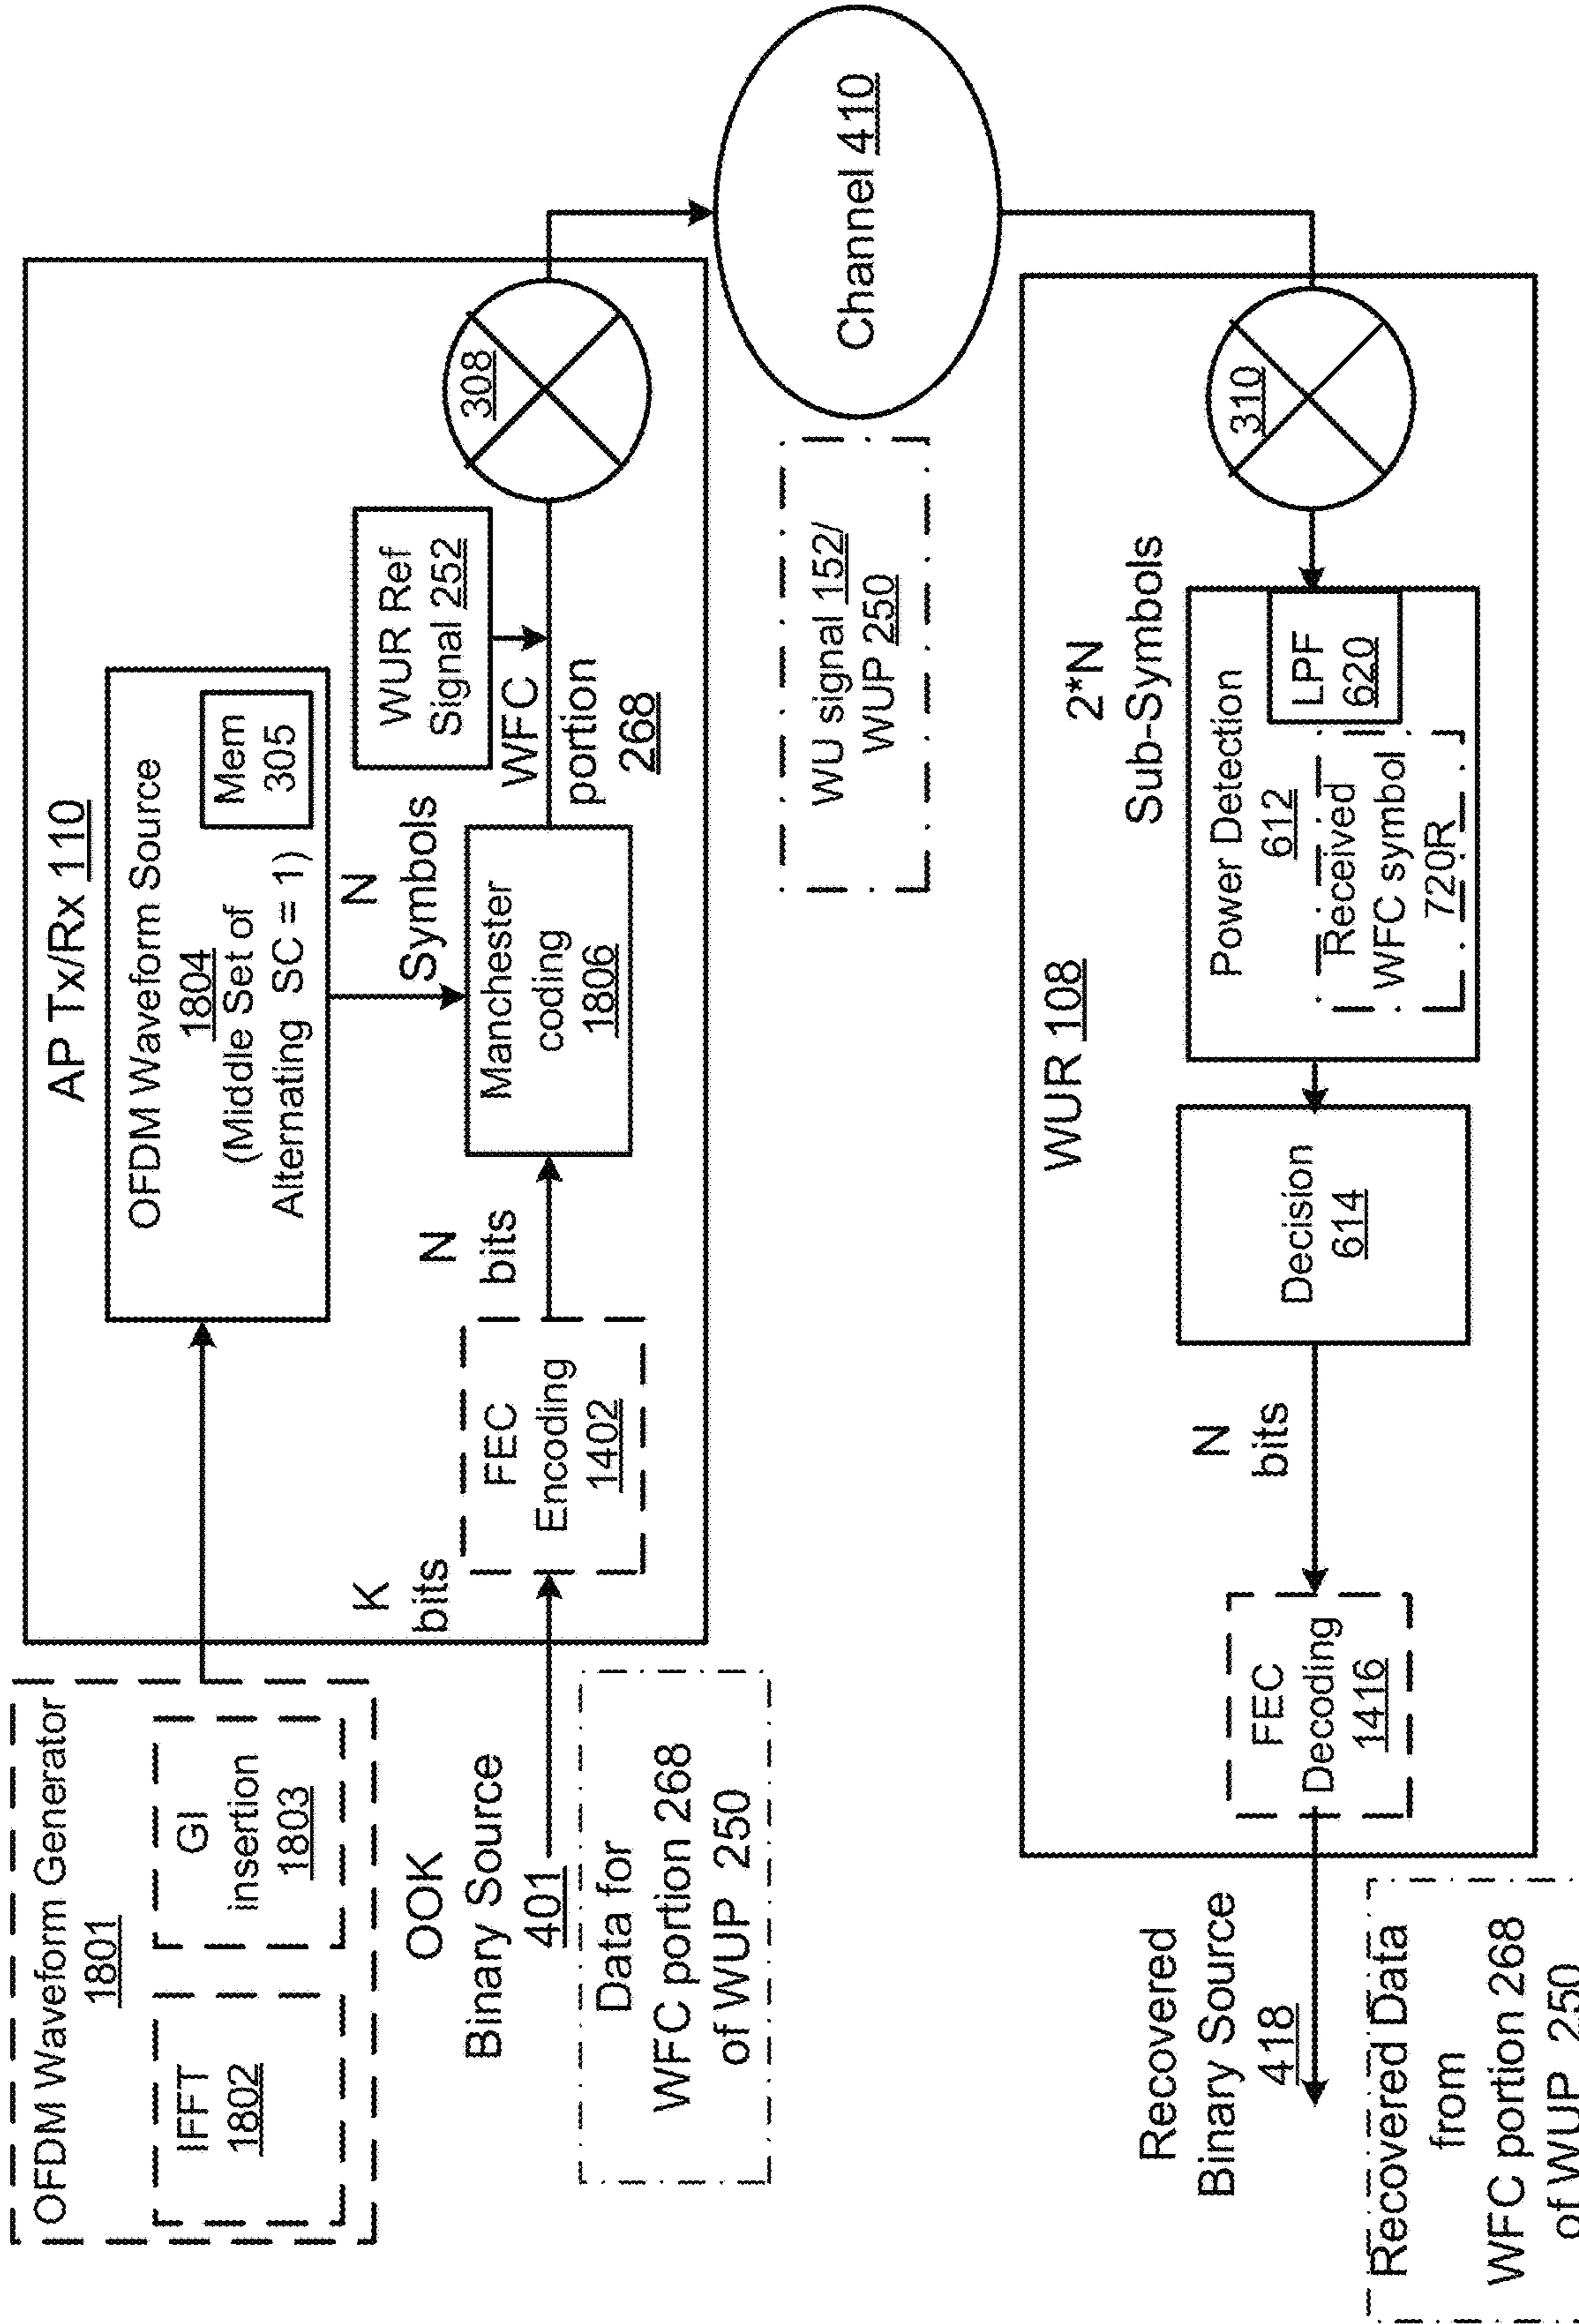 OFDM Waveform Generator
1801
IFFT
1802
GI
insertion
1803
AP Tx/Rx 110
OFDM Waveform Source
1804
(Middle Set of
Alternating SC = 1)
Mem
305
OOK
Binary Source
401
Data for
WFC portion 268
of WUP 250
K
bits
FEC
Encoding
1402
N
bits
N
Symbols
Manchester
coding
1806
WUR Ref
Signal 252
WFC
portion
268
308
Channel 410
WU signal 152/
WUP 250
WUR 108
310
2*N
Sub-Symbols
Power Detection
612
LPF
620
Received
WFC symbol
720R
Decision
614
N
bits
FEC
Decoding
1416
Recovered
Binary Source
418
Recovered Data
from
WFC portion 268
of WUP 250